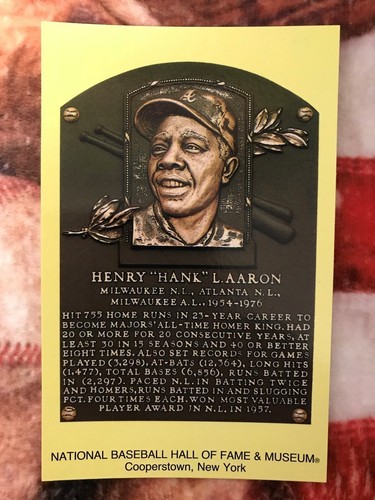 HENRY "HANK" L. AARON
MILWAUKEE N.L., ATLANTA N.L.,
MILWAUKEE A.L., 1954-1976
HIT 755 HOME RUNS IN 23-YEAR CAREER TO
BECOME MAJORS' ALL-TIME HOMER KING. HAD
20 OR MORE FOR 20 CONSECUTIVE YEARS, AT
LEAST 30 IN 15 SEASONS AND 40 OR BETTER
EIGHT TIMES. ALSO SET RECORDS FOR GAMES
PLAYED (3,298), AT-BATS (12,364), LONG HITS
(1,477), TOTAL BASES (6,856), RUNS BATTED
IN (2,297). PACED N.L. IN BATTING TWICE
AND HOMERS, RUNS BATTED IN AND SLUGGING
PCT. FOUR TIMES EACH. WON MOST VALUABLE
PLAYER AWARD IN N.L. IN 1957.
NATIONAL BASEBALL HALL OF FAME & MUSEUM®
Cooperstown, New York